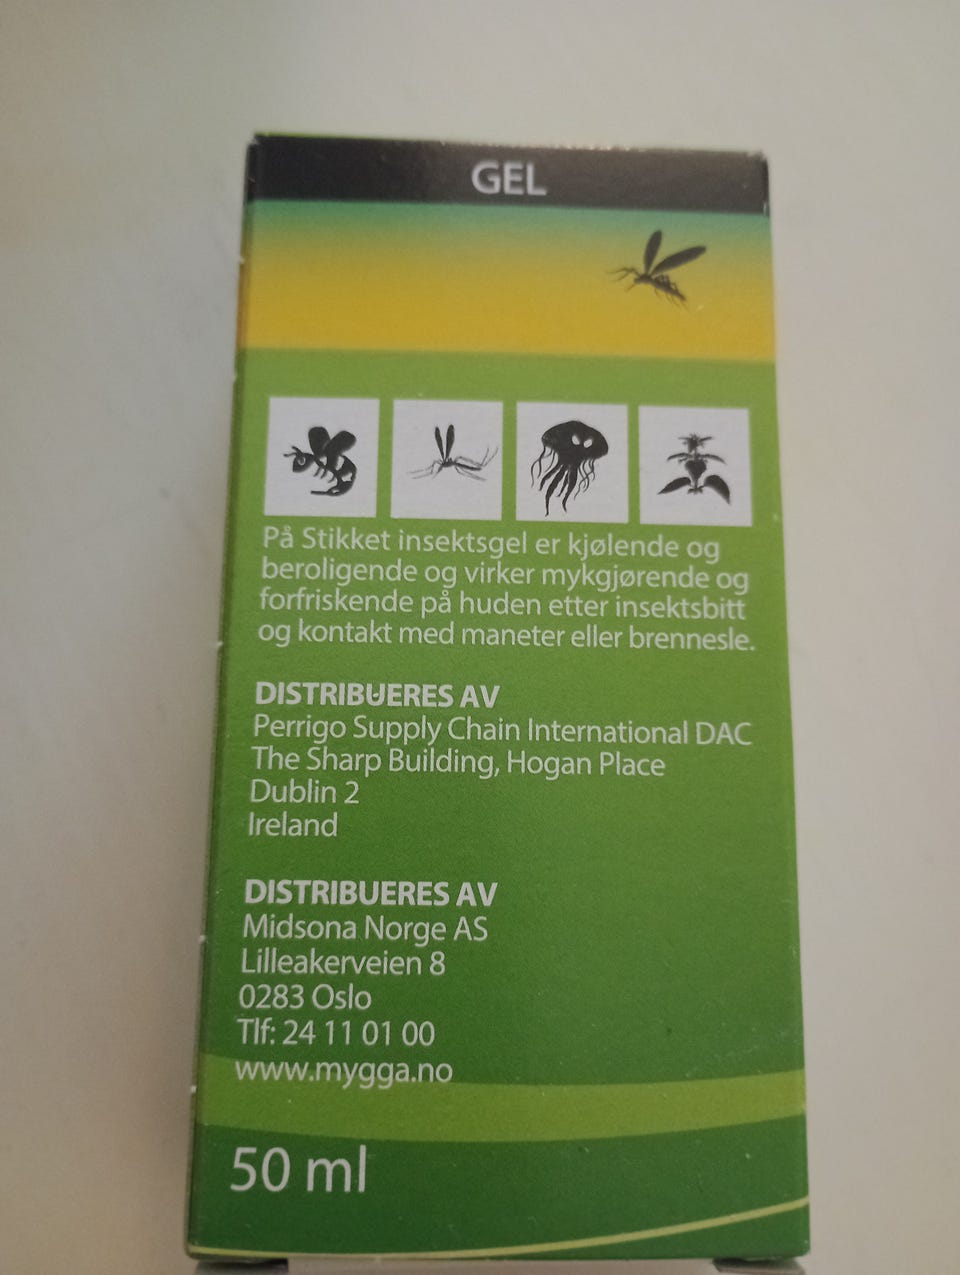 GEL
På Stikket insektsgel er kjølende og
beroligende og virker mykgjørende og
forfriskende på huden etter insektsbitt
og kontakt med maneter eller brennesle.
DISTRIBUERES AV
Perrigo Supply Chain International DAC
The Sharp Building, Hogan Place
Dublin 2
Ireland
DISTRIBUERES AV
Midsona Norge AS
Lilleakerveien 8
0283 Oslo
Tlf: 24 11 01 00
www.mygga.no
50 ml